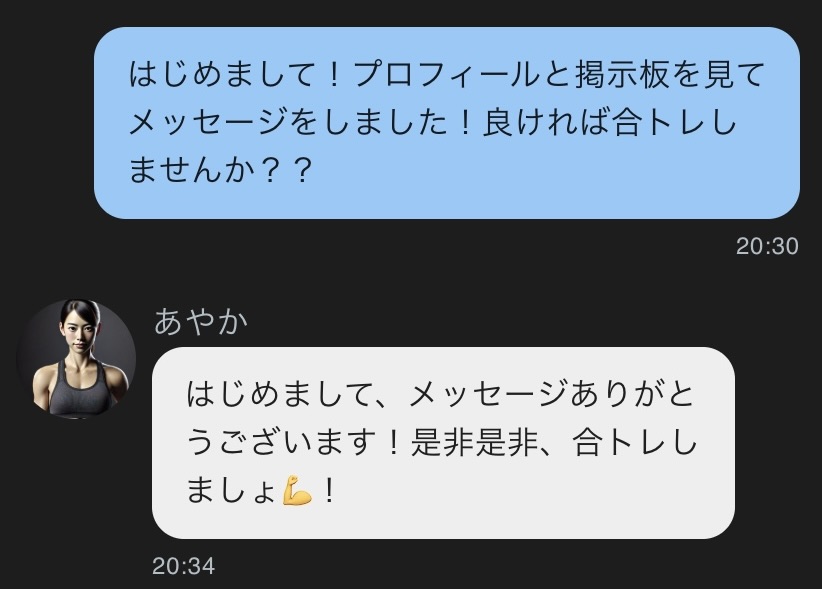 はじめまして！プロフィールと掲示板を見て
メッセージをしました！良ければ合トレし
ませんか？？
20:30
あやか
はじめまして、メッセージありがと
うございます！是非是非、合トレし
ましょ💪！
20:34